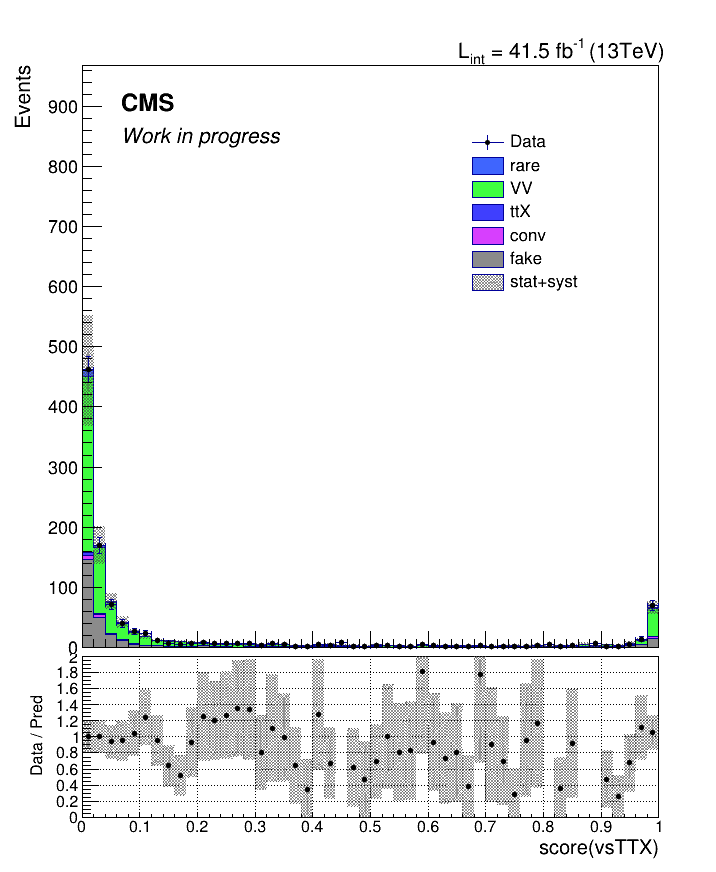 L_int = 41.5 fb^-1 (13TeV)
Events
CMS
Work in progress
900
800
700
600
500
400
300
200
100
0
Data
rare
VV
ttX
conv
fake
stat+syst
Data / Pred
2
1.8
1.6
1.4
1.2
1
0.8
0.6
0.4
0.2
0
0 0.1 0.2 0.3 0.4 0.5 0.6 0.7 0.8 0.9 1
score(vsTTX)